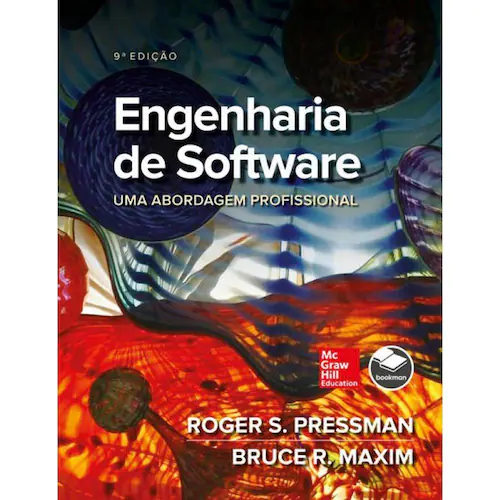 9ª EDIÇÃO
Engenharia
de Software
UMA ABORDAGEM PROFISSIONAL
Mc
Graw
Hill
Education
bookman
ROGER S. PRESSMAN
BRUCE R. MAXIM